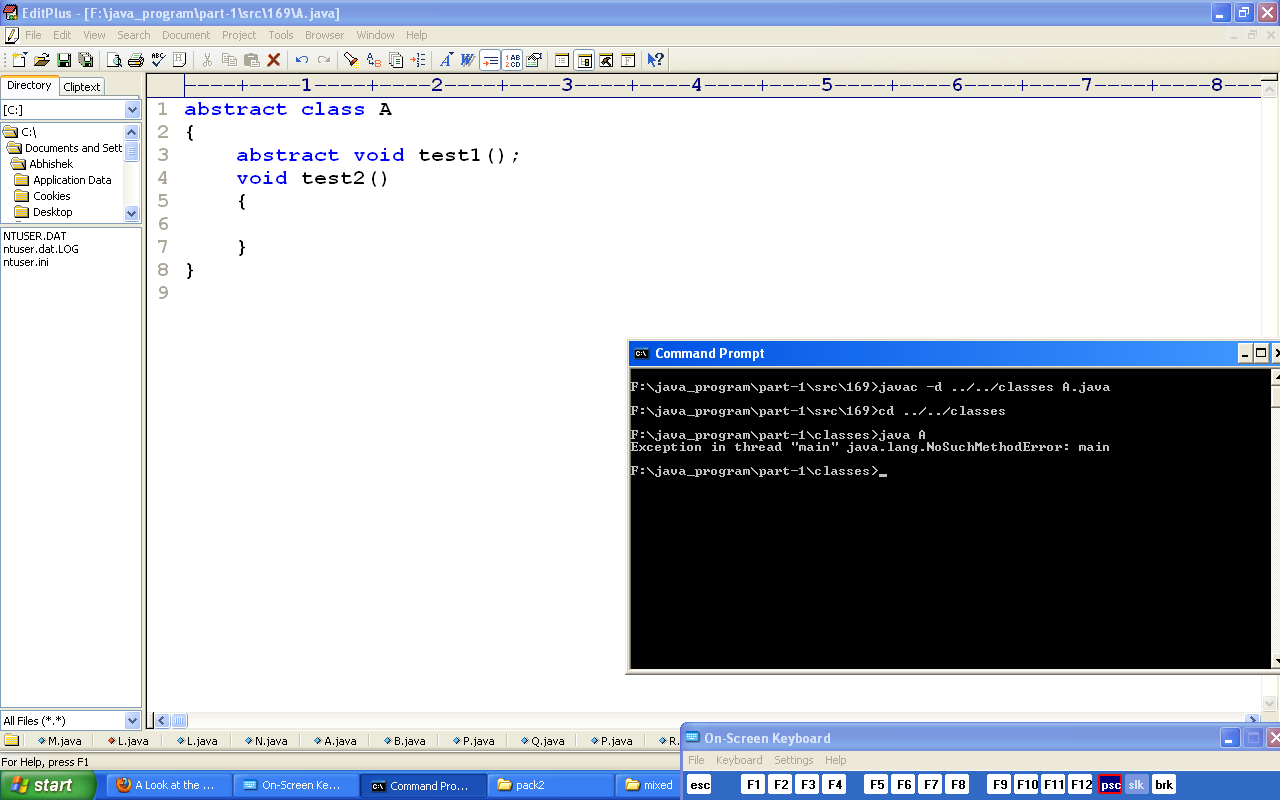 EditPlus - [F:\java_program\part-1\src\169\A.java]
File Edit View Search Document Project Tools Browser Window Help
Directory Cliptext
[C:]
C:\
Documents and Sett
Abhishek
Application Data
Cookies
Desktop
NTUSER.DAT
ntuser.dat.LOG
ntuser.ini
All Files (*.*)
----+----1----+----2----+----3----+----4----+----5----+----6----+----7----+----8--
1 abstract class A
2 {
3 abstract void test1();
4 void test2()
5 {
6
7 }
8 }
9
Command Prompt
F:\java_program\part-1\src\169>javac -d ../../classes A.java
F:\java_program\part-1\src\169>cd ../../classes
F:\java_program\part-1\classes>java A
Exception in thread "main" java.lang.NoSuchMethodError: main
F:\java_program\part-1\classes>_
M.java L.java L.java N.java A.java B.java P.java Q.java P.java R.
For Help, press F1
On-Screen Keyboard
File Keyboard Settings Help
esc F1 F2 F3 F4 F5 F6 F7 F8 F9 F10 F11 F12 psc slk brk
start A Look at the ... On-Screen Ke... Command Pro... pack2 mixed